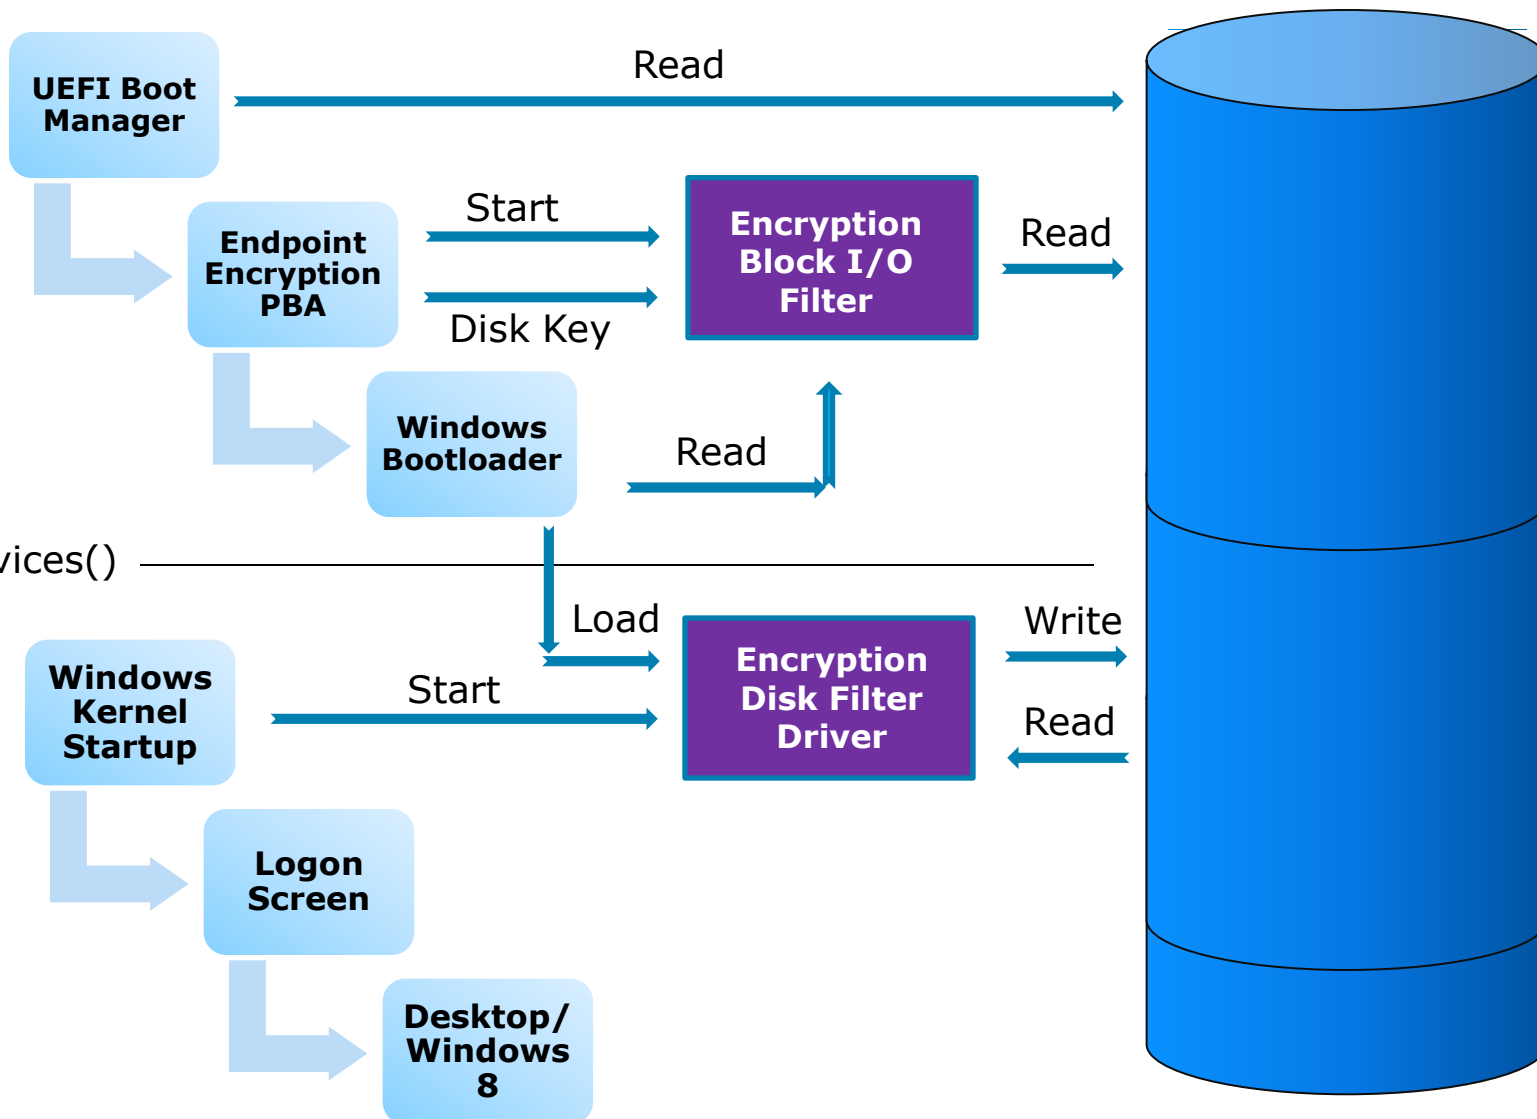 Read
UEFI Boot
Manager
Start
Endpoint
Encryption
PBA
Disk Key
Encryption
Block I/O
Filter
Read
Windows
Bootloader
Read
vices()
Load
Write
Windows
Kernel
Startup
Start
Encryption
Disk Filter
Driver
Read
Logon
Screen
Desktop/
Windows
8